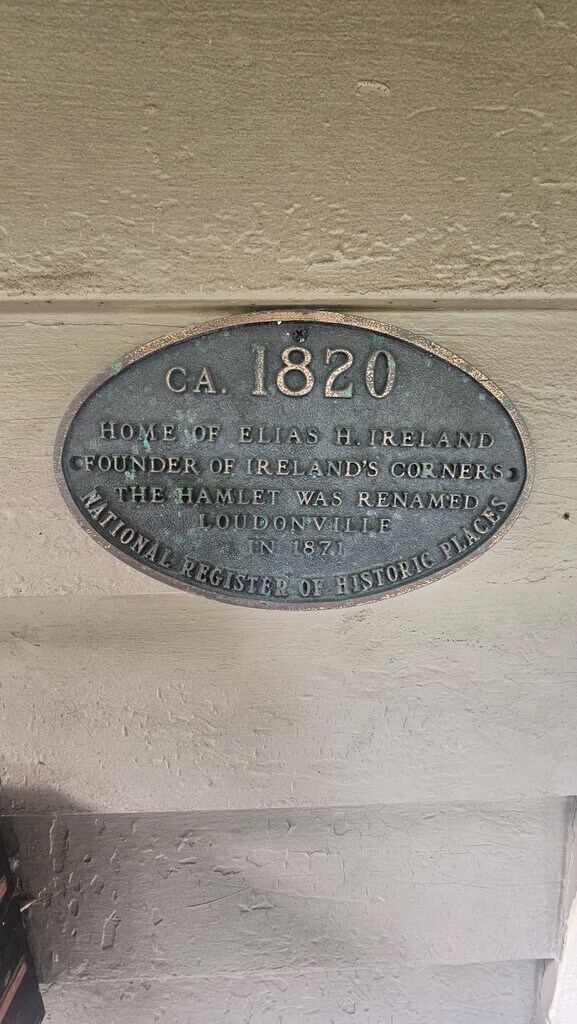 CA. 1820
HOME OF ELIAS H. IRELAND
FOUNDER OF IRELAND'S CORNERS
THE HAMLET WAS RENAMED
LOUDONVILLE
IN 1871
NATIONAL REGISTER OF HISTORIC PLACES